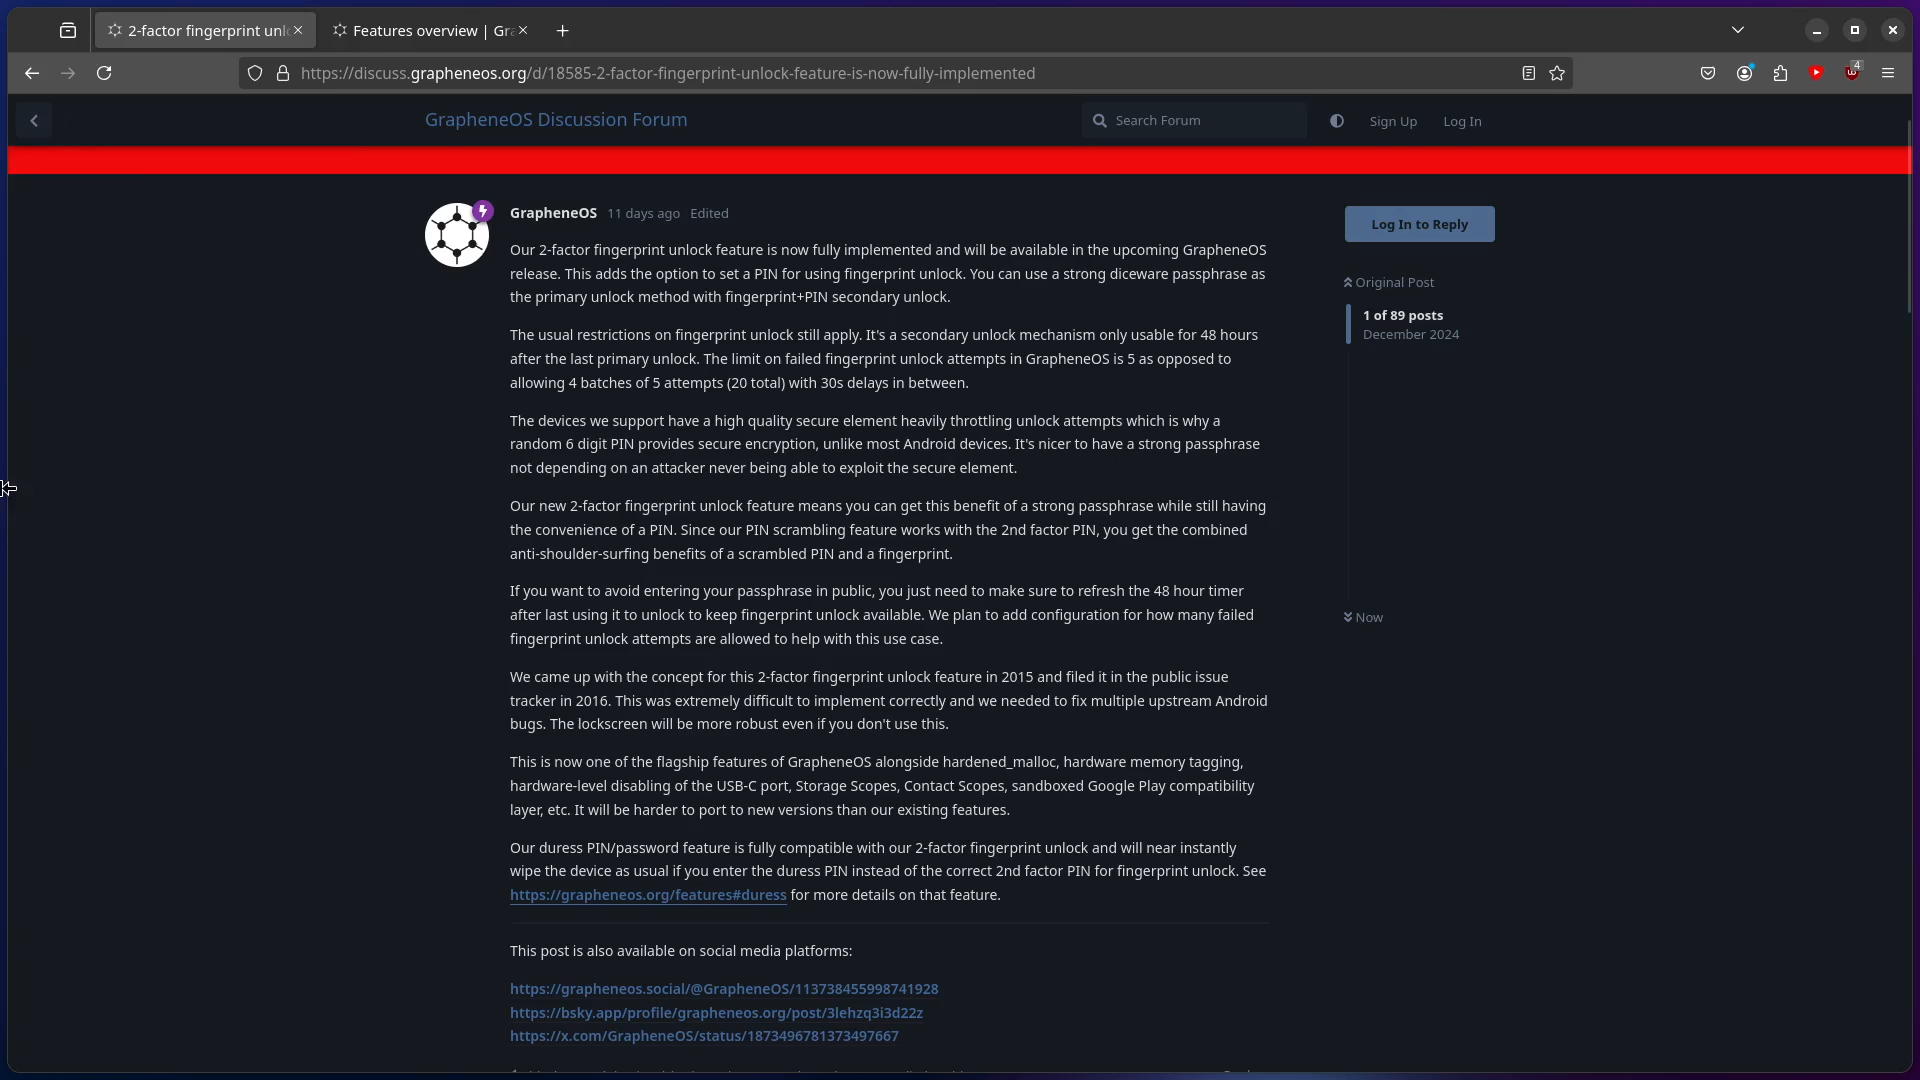 2-factor fingerprint unl
Features overview | Gra
https://discuss.grapheneos.org/d/18585-2-factor-fingerprint-unlock-feature-is-now-fully-implemented
4
GrapheneOS Discussion Forum
Search Forum
Sign Up
Log In
GrapheneOS 11 days ago Edited
Our 2-factor fingerprint unlock feature is now fully implemented and will be available in the upcoming GrapheneOS
release. This adds the option to set a PIN for using fingerprint unlock. You can use a strong diceware passphrase as
the primary unlock method with fingerprint+PIN secondary unlock.
The usual restrictions on fingerprint unlock still apply. It's a secondary unlock mechanism only usable for 48 hours
after the last primary unlock. The limit on failed fingerprint unlock attempts in GrapheneOS is 5 as opposed to
allowing 4 batches of 5 attempts (20 total) with 30s delays in between.
The devices we support have a high quality secure element heavily throttling unlock attempts which is why a
random 6 digit PIN provides secure encryption, unlike most Android devices. It's nicer to have a strong passphrase
not depending on an attacker never being able to exploit the secure element.
Our new 2-factor fingerprint unlock feature means you can get this benefit of a strong passphrase while still having
the convenience of a PIN. Since our PIN scrambling feature works with the 2nd factor PIN, you get the combined
anti-shoulder-surfing benefits of a scrambled PIN and a fingerprint.
If you want to avoid entering your passphrase in public, you just need to make sure to refresh the 48 hour timer
after last using it to unlock to keep fingerprint unlock available. We plan to add configuration for how many failed
fingerprint unlock attempts are allowed to help with this use case.
We came up with the concept for this 2-factor fingerprint unlock feature in 2015 and filed it in the public issue
tracker in 2016. This was extremely difficult to implement correctly and we needed to fix multiple upstream Android
bugs. The lockscreen will be more robust even if you don't use this.
This is now one of the flagship features of GrapheneOS alongside hardened_malloc, hardware memory tagging,
hardware-level disabling of the USB-C port, Storage Scopes, Contact Scopes, sandboxed Google Play compatibility
layer, etc. It will be harder to port to new versions than our existing features.
Our duress PIN/password feature is fully compatible with our 2-factor fingerprint unlock and will near instantly
wipe the device as usual if you enter the duress PIN instead of the correct 2nd factor PIN for fingerprint unlock. See
https://grapheneos.org/features#duress for more details on that feature.
This post is also available on social media platforms:
https://grapheneos.social/@GrapheneOS/113738455998741928
https://bsky.app/profile/grapheneos.org/post/3lehzq3i3d22z
https://x.com/GrapheneOS/status/1873496781373497667
Log In to Reply
Original Post
1 of 89 posts
December 2024
Now